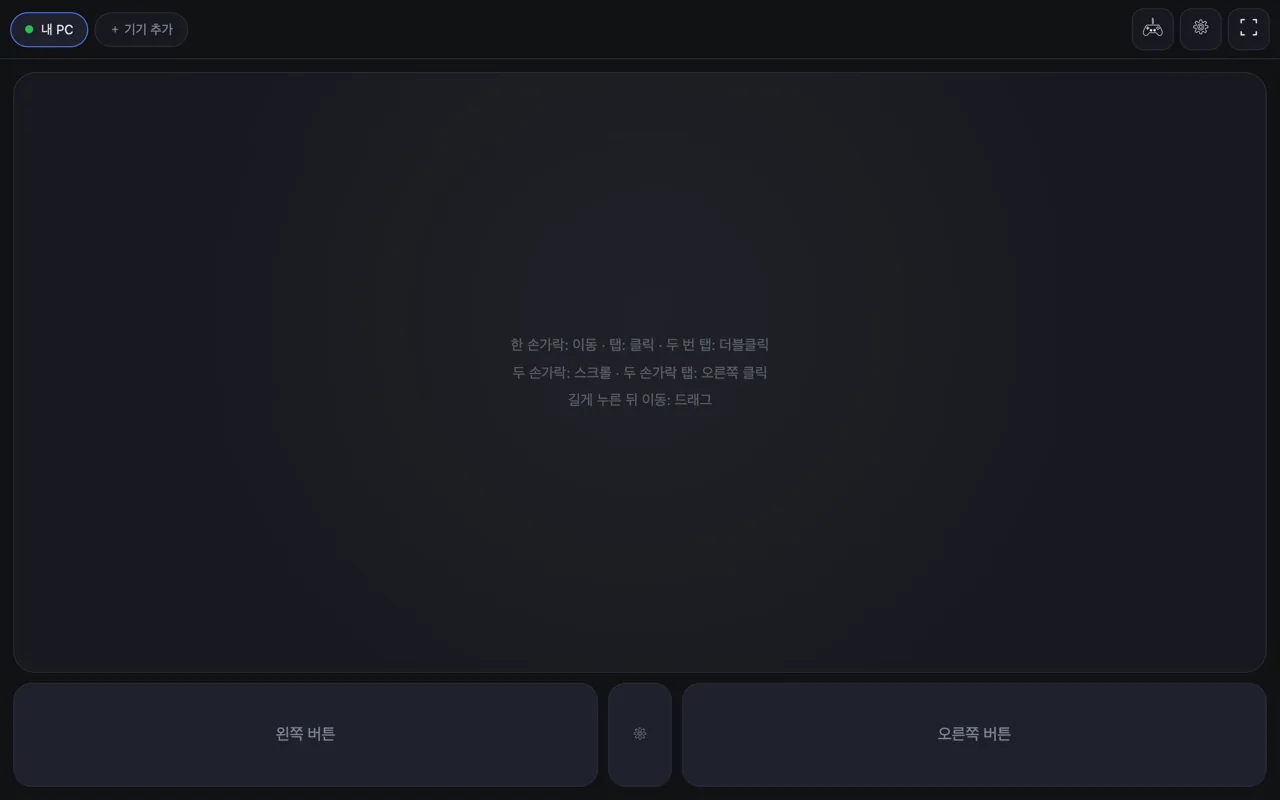 내 PC
+ 기기 추가
한 손가락: 이동 · 탭: 클릭 · 두 번 탭: 더블클릭
두 손가락: 스크롤 · 두 손가락 탭: 오른쪽 클릭
길게 누른 뒤 이동: 드래그
왼쪽 버튼
오른쪽 버튼